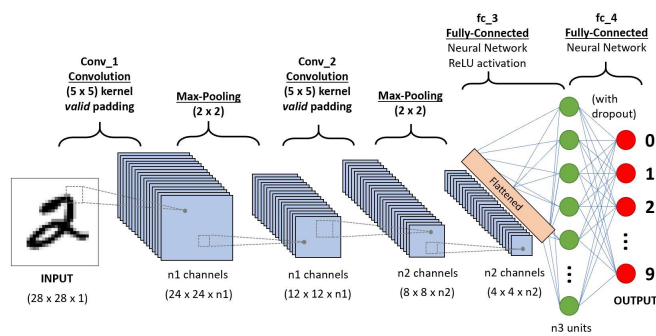 fc_3
Fully-Connected
Neural Network
ReLU activation
fc_4
Fully-Connected
Neural Network
Conv_1
Convolution
(5 x 5) kernel
valid padding
Max-Pooling
(2 x 2)
Conv_2
Convolution
(5 x 5) kernel
valid padding
Max-Pooling
(2 x 2)
(with
dropout)
Flattened
0
1
2
9
INPUT
(28 x 28 x 1)
n1 channels
(24 x 24 x n1)
n1 channels
(12 x 12 x n1)
n2 channels
(8 x 8 x n2)
n2 channels
(4 x 4 x n2)
OUTPUT
n3 units